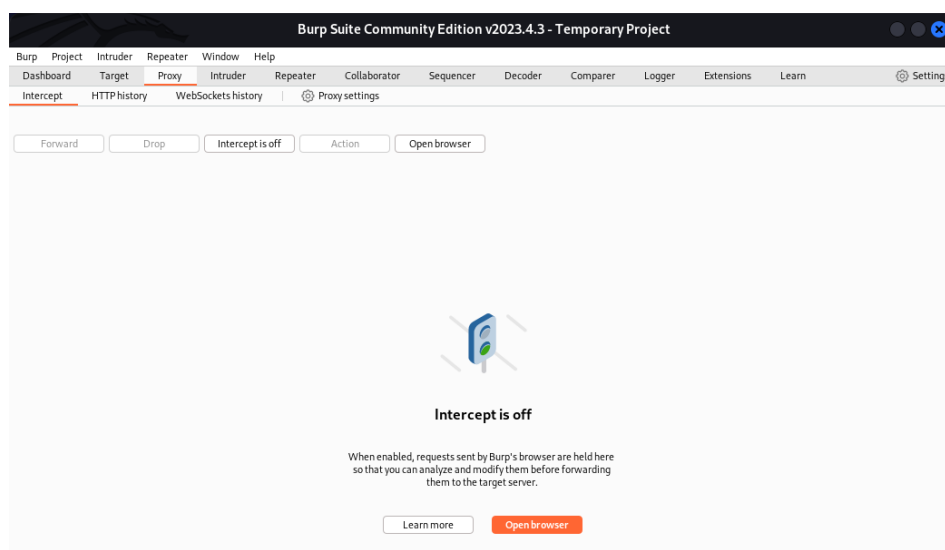 Burp Suite Community Edition v2023.4.3 - Temporary Project
Burp Project Intruder Repeater Window Help
Dashboard Target Proxy Intruder Repeater Collaborator Sequencer Decoder Comparer Logger Extensions Learn Setting
Intercept HTTP history WebSockets history Proxy settings
Forward Drop Intercept is off Action Open browser
Intercept is off
When enabled, requests sent by Burp's browser are held here
so that you can analyze and modify them before forwarding
them to the target server.
Learn more Open browser